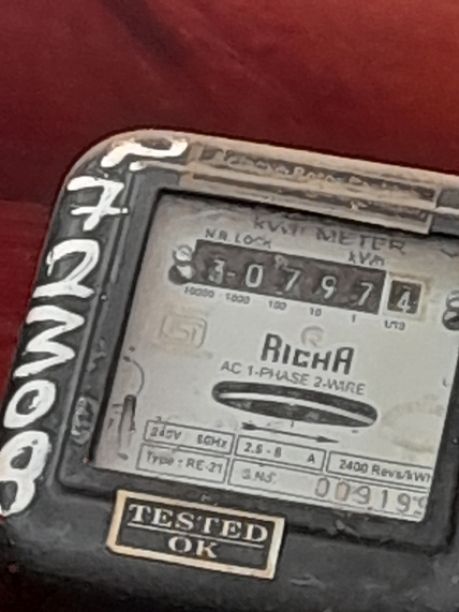 KWH METER
N.R. LOCK kWh
3 0 7 9 7 4
10000 1000 100 10 1 1/10
RICHA
AC 1-PHASE 2-WIRE
240V 50Hz 2.5 - 5 A 2400 Revs/kWh
Type : RE-21 S.No. 009199
TESTED
OK